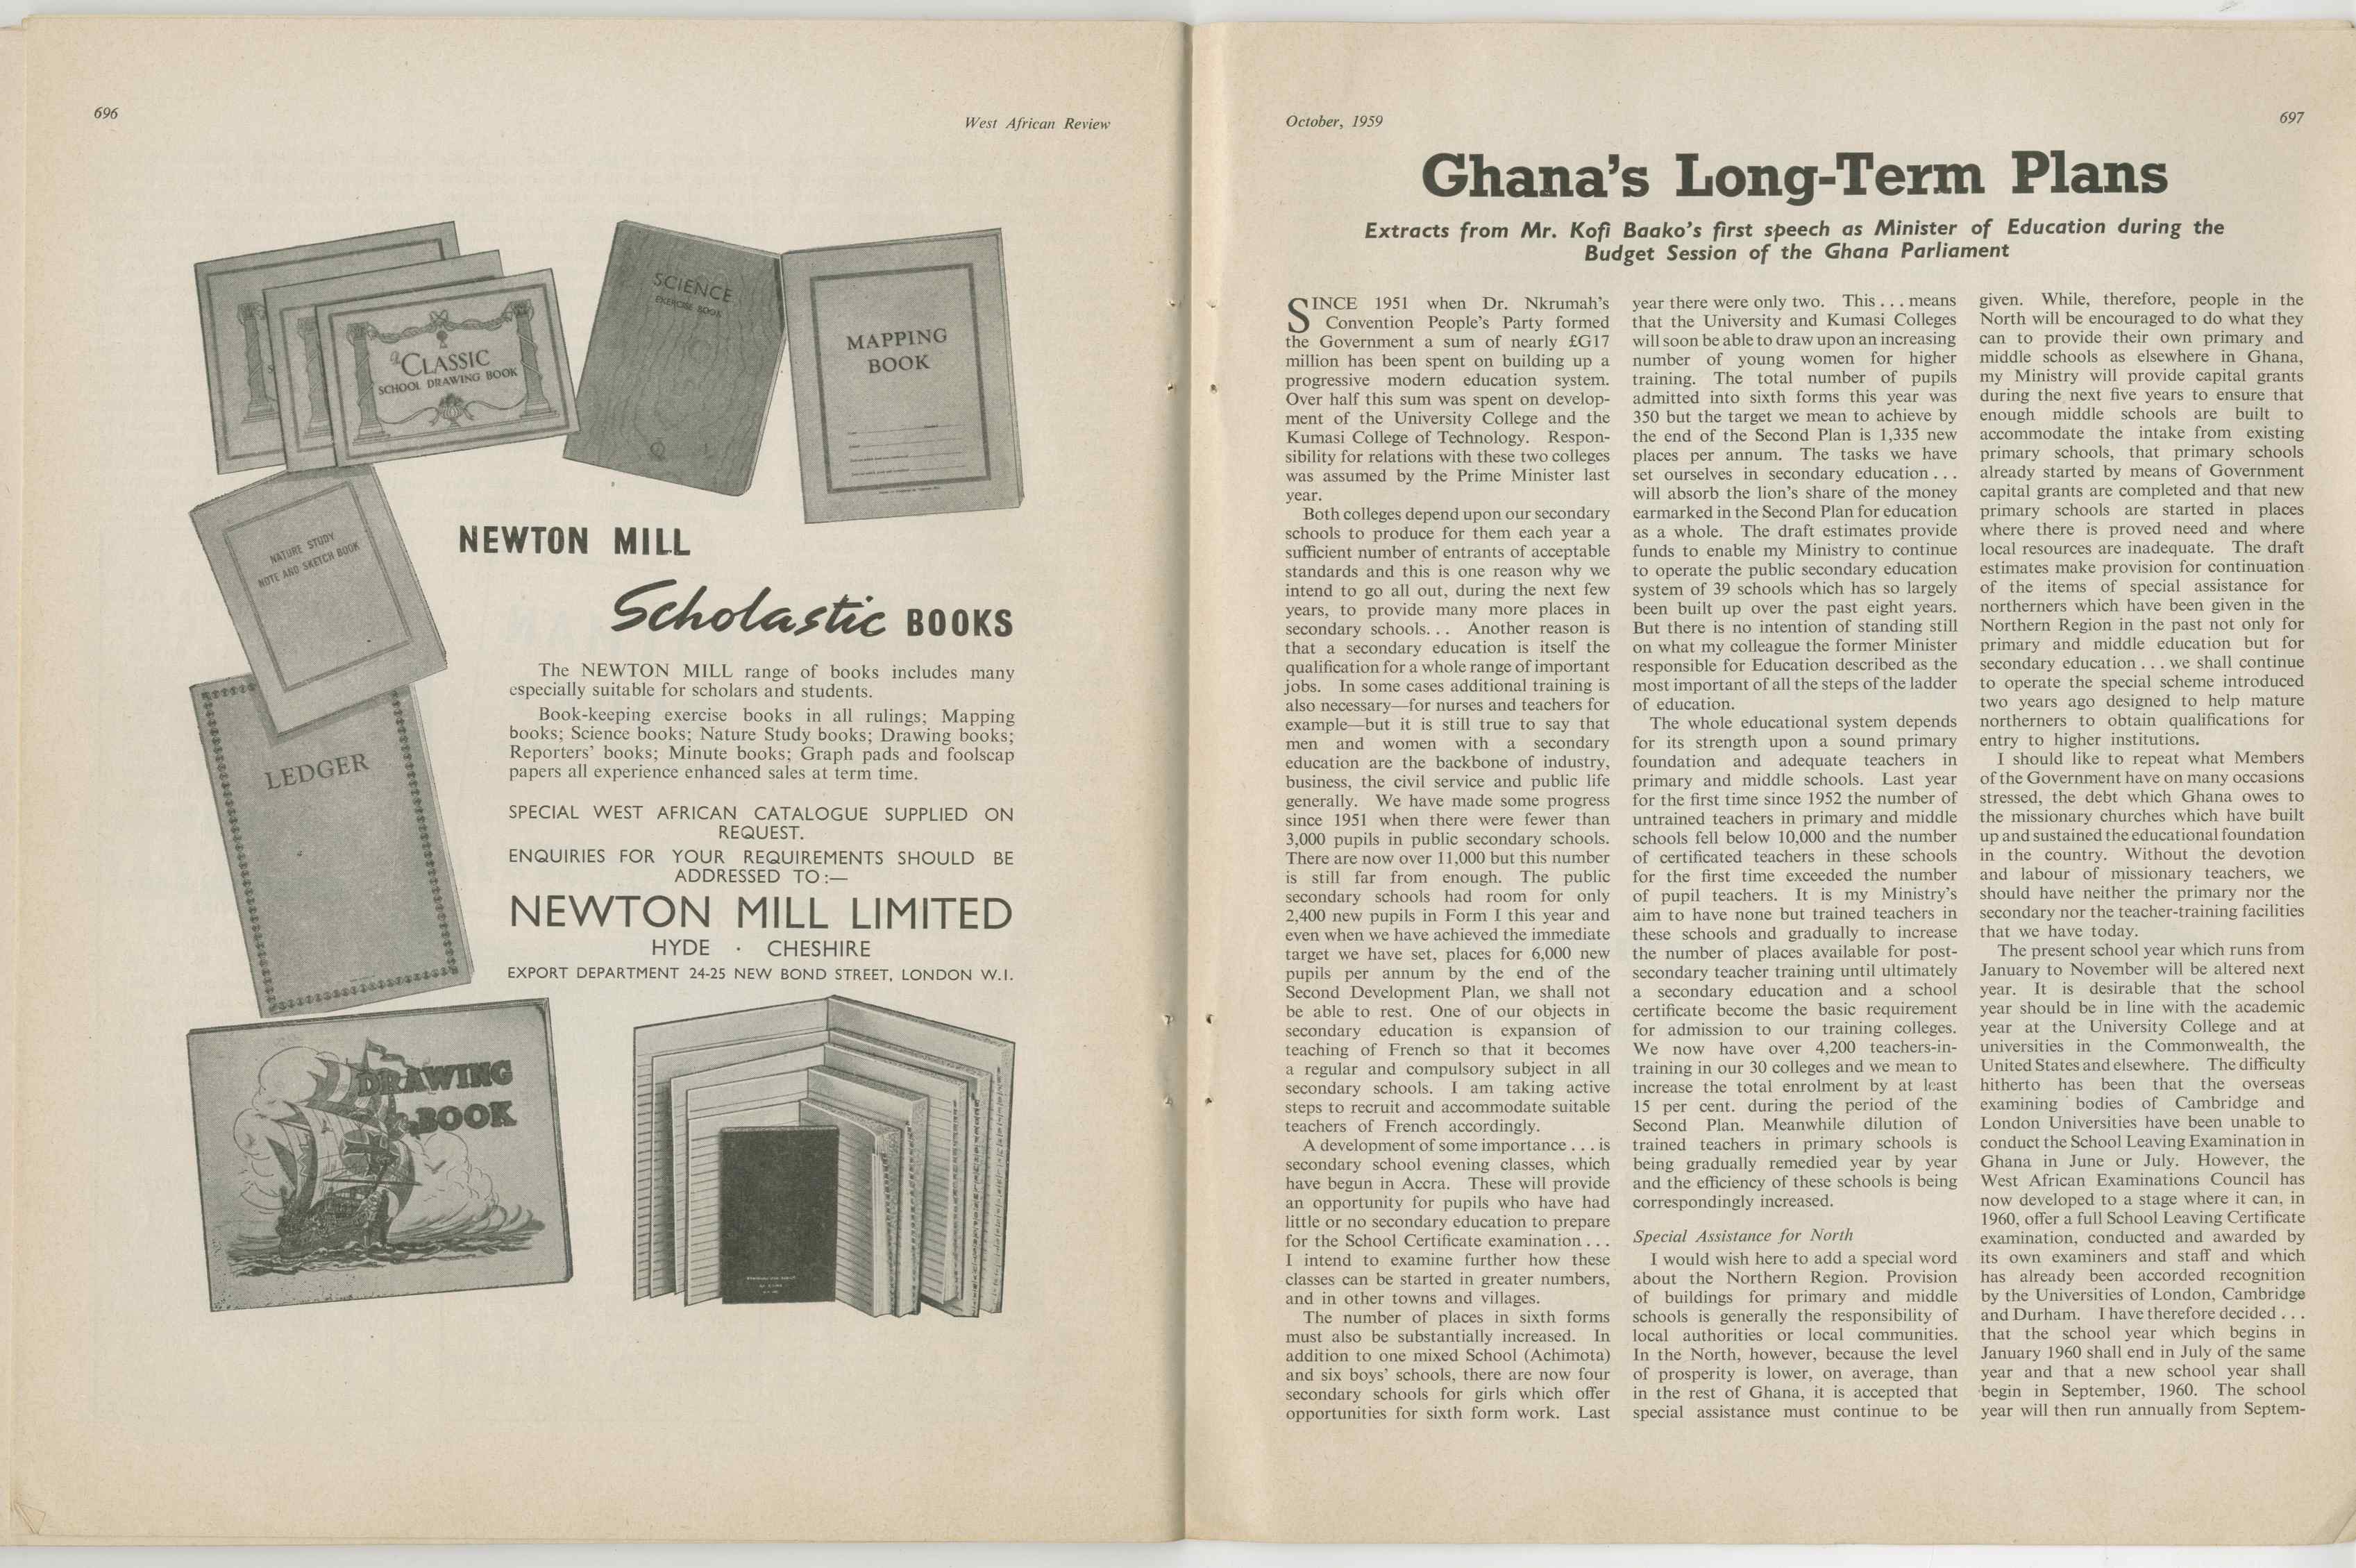 696
West African Review
CLASSIC
SCHOOL DRAWING BOOK
SCIENCE
EXERCISE BOOK
MAPPING
BOOK
NATURE STUDY
NOTE AND SKETCH BOOK
LEDGER
DRAWING
BOOK
NEWTON MILL
Scholastic BOOKS
The NEWTON MILL range of books includes many
especially suitable for scholars and students.
Book-keeping exercise books in all rulings; Mapping
books; Science books; Nature Study books; Drawing books;
Reporters' books; Minute books; Graph pads and foolscap
papers all experience enhanced sales at term time.
SPECIAL WEST AFRICAN CATALOGUE SUPPLIED ON
REQUEST.
ENQUIRIES FOR YOUR REQUIREMENTS SHOULD BE
ADDRESSED TO:—
NEWTON MILL LIMITED
HYDE · CHESHIRE
EXPORT DEPARTMENT 24-25 NEW BOND STREET, LONDON W.I.
October, 1959
697
Ghana's Long-Term Plans
Extracts from Mr. Kofi Baako's first speech as Minister of Education during the
Budget Session of the Ghana Parliament
SINCE 1951 when Dr. Nkrumah's
Convention People's Party formed
the Government a sum of nearly £G17
million has been spent on building up a
progressive modern education system.
Over half this sum was spent on develop-
ment of the University College and the
Kumasi College of Technology. Respon-
sibility for relations with these two colleges
was assumed by the Prime Minister last
year.
Both colleges depend upon our secondary
schools to produce for them each year a
sufficient number of entrants of acceptable
standards and this is one reason why we
intend to go all out, during the next few
years, to provide many more places in
secondary schools... Another reason is
that a secondary education is itself the
qualification for a whole range of important
jobs. In some cases additional training is
also necessary—for nurses and teachers for
example—but it is still true to say that
men and women with a secondary
education are the backbone of industry,
business, the civil service and public life
generally. We have made some progress
since 1951 when there were fewer than
3,000 pupils in public secondary schools.
There are now over 11,000 but this number
is still far from enough. The public
secondary schools had room for only
2,400 new pupils in Form I this year and
even when we have achieved the immediate
target we have set, places for 6,000 new
pupils per annum by the end of the
Second Development Plan, we shall not
be able to rest. One of our objects in
secondary education is expansion of
teaching of French so that it becomes
a regular and compulsory subject in all
secondary schools. I am taking active
steps to recruit and accommodate suitable
teachers of French accordingly.
A development of some importance ... is
secondary school evening classes, which
have begun in Accra. These will provide
an opportunity for pupils who have had
little or no secondary education to prepare
for the School Certificate examination ...
I intend to examine further how these
classes can be started in greater numbers,
and in other towns and villages.
The number of places in sixth forms
must also be substantially increased. In
addition to one mixed School (Achimota)
and six boys' schools, there are now four
secondary schools for girls which offer
opportunities for sixth form work. Last
year there were only two. This ... means
that the University and Kumasi Colleges
will soon be able to draw upon an increasing
number of young women for higher
training. The total number of pupils
admitted into sixth forms this year was
350 but the target we mean to achieve by
the end of the Second Plan is 1,335 new
places per annum. The tasks we have
set ourselves in secondary education ...
will absorb the lion's share of the money
earmarked in the Second Plan for education
as a whole. The draft estimates provide
funds to enable my Ministry to continue
to operate the public secondary education
system of 39 schools which has so largely
been built up over the past eight years.
But there is no intention of standing still
on what my colleague the former Minister
responsible for Education described as the
most important of all the steps of the ladder
of education.
The whole educational system depends
for its strength upon a sound primary
foundation and adequate teachers in
primary and middle schools. Last year
for the first time since 1952 the number of
untrained teachers in primary and middle
schools fell below 10,000 and the number
of certificated teachers in these schools
for the first time exceeded the number
of pupil teachers. It is my Ministry's
aim to have none but trained teachers in
these schools and gradually to increase
the number of places available for post-
secondary teacher training until ultimately
a secondary education and a school
certificate become the basic requirement
for admission to our training colleges.
We now have over 4,200 teachers-in-
training in our 30 colleges and we mean to
increase the total enrolment by at least
15 per cent. during the period of the
Second Plan. Meanwhile dilution of
trained teachers in primary schools is
being gradually remedied year by year
and the efficiency of these schools is being
correspondingly increased.
Special Assistance for North
I would wish here to add a special word
about the Northern Region. Provision
of buildings for primary and middle
schools is generally the responsibility of
local authorities or local communities.
In the North, however, because the level
of prosperity is lower, on average, than
in the rest of Ghana, it is accepted that
special assistance must continue to be
given. While, therefore, people in the
North will be encouraged to do what they
can to provide their own primary and
middle schools as elsewhere in Ghana,
my Ministry will provide capital grants
during the next five years to ensure that
enough middle schools are built to
accommodate the intake from existing
primary schools, that primary schools
already started by means of Government
capital grants are completed and that new
primary schools are started in places
where there is proved need and where
local resources are inadequate. The draft
estimates make provision for continuation
of the items of special assistance for
northerners which have been given in the
Northern Region in the past not only for
primary and middle education but for
secondary education ... we shall continue
to operate the special scheme introduced
two years ago designed to help mature
northerners to obtain qualifications for
entry to higher institutions.
I should like to repeat what Members
of the Government have on many occasions
stressed, the debt which Ghana owes to
the missionary churches which have built
up and sustained the educational foundation
in the country. Without the devotion
and labour of missionary teachers, we
should have neither the primary nor the
secondary nor the teacher-training facilities
that we have today.
The present school year which runs from
January to November will be altered next
year. It is desirable that the school
year should be in line with the academic
year at the University College and at
universities in the Commonwealth, the
United States and elsewhere. The difficulty
hitherto has been that the overseas
examining bodies of Cambridge and
London Universities have been unable to
conduct the School Leaving Examination in
Ghana in June or July. However, the
West African Examinations Council has
now developed to a stage where it can, in
1960, offer a full School Leaving Certificate
examination, conducted and awarded by
its own examiners and staff and which
has already been accorded recognition
by the Universities of London, Cambridge
and Durham. I have therefore decided ...
that the school year which begins in
January 1960 shall end in July of the same
year and that a new school year shall
begin in September, 1960. The school
year will then run annually from Septem-